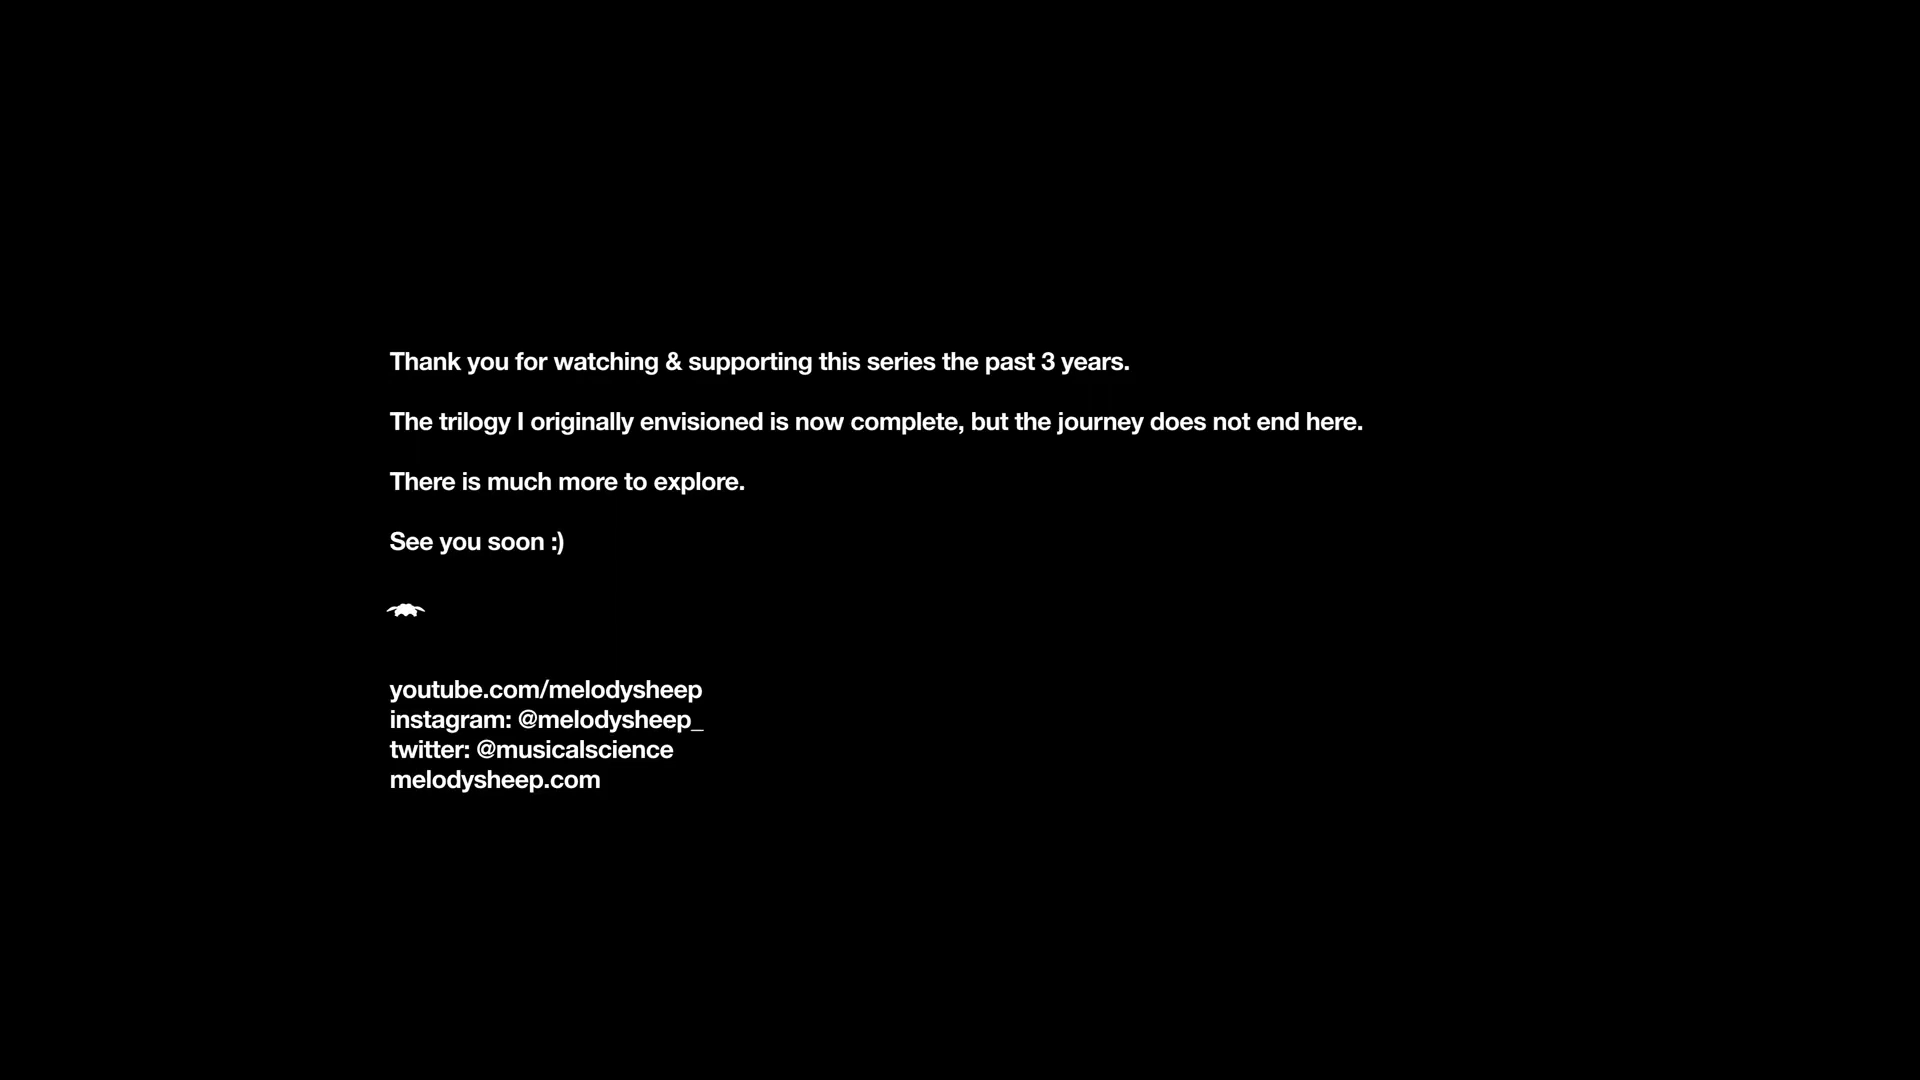 Thank you for watching & supporting this series the past 3 years.
The trilogy I originally envisioned is now complete, but the journey does not end here.
There is much more to explore.
See you soon :)
youtube.com/melodysheep
instagram: @melodysheep_
twitter: @musicalscience
melodysheep.com